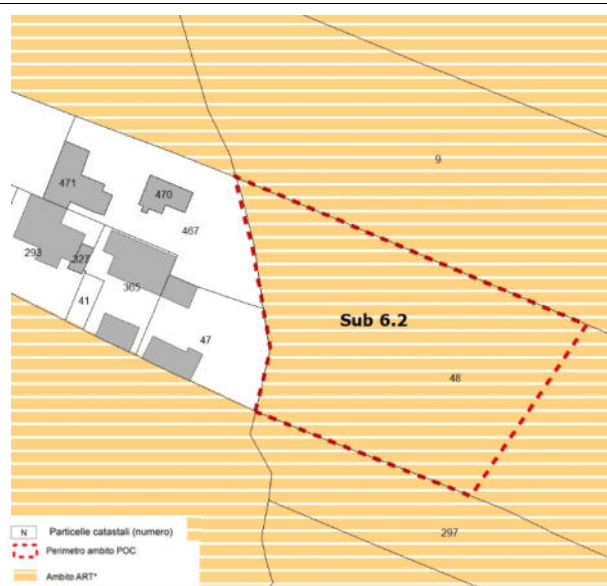 9
471
470
467
293
327
305
41
47
Sub 6.2
48
297
N Particelle catastali (numero)
Perimetro ambito POC
Ambito ART*